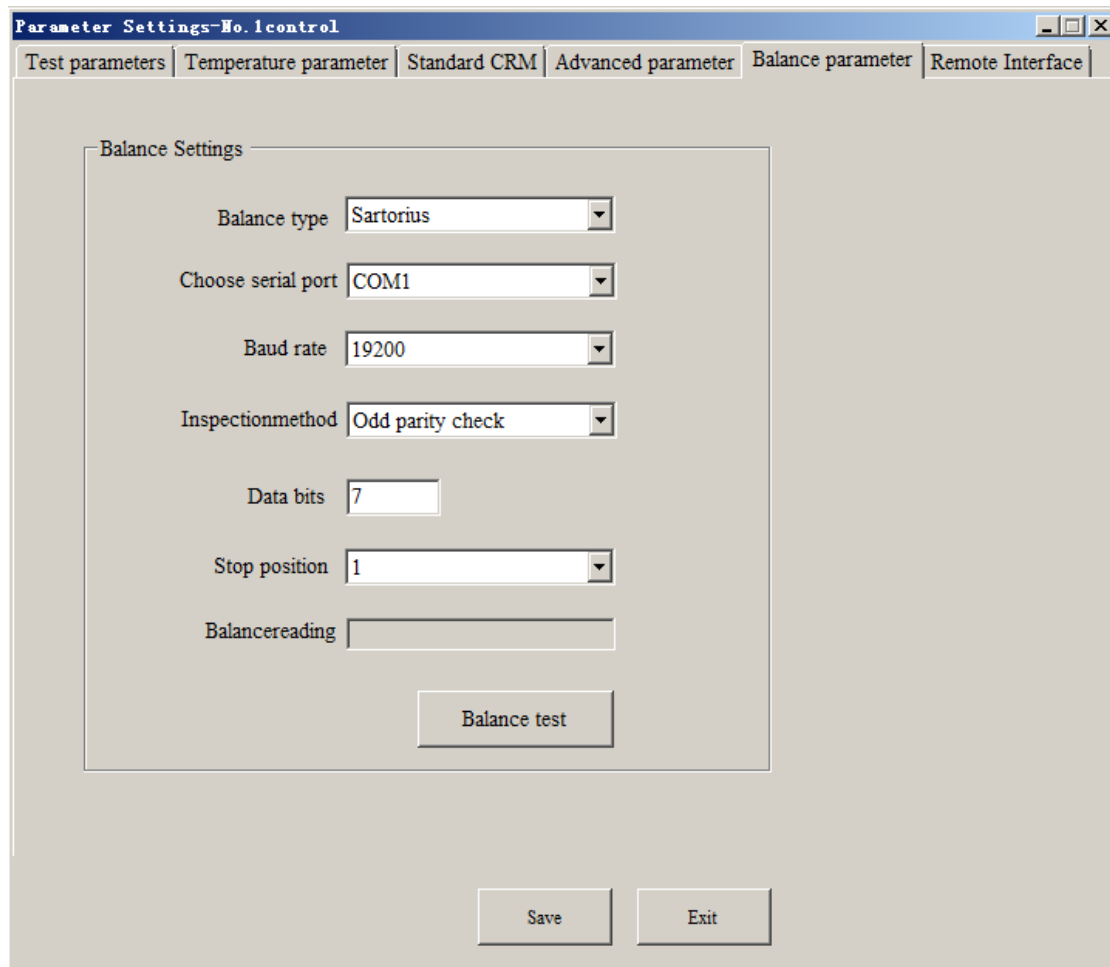 Parameter Settings-No.1control
Test parameters Temperature parameter Standard CRM Advanced parameter Balance parameter Remote Interface
Balance Settings
Balance type Sartorius
Choose serial port COM1
Baud rate 19200
Inspectionmethod Odd parity check
Data bits 7
Stop position 1
Balancereading
Balance test
Save Exit